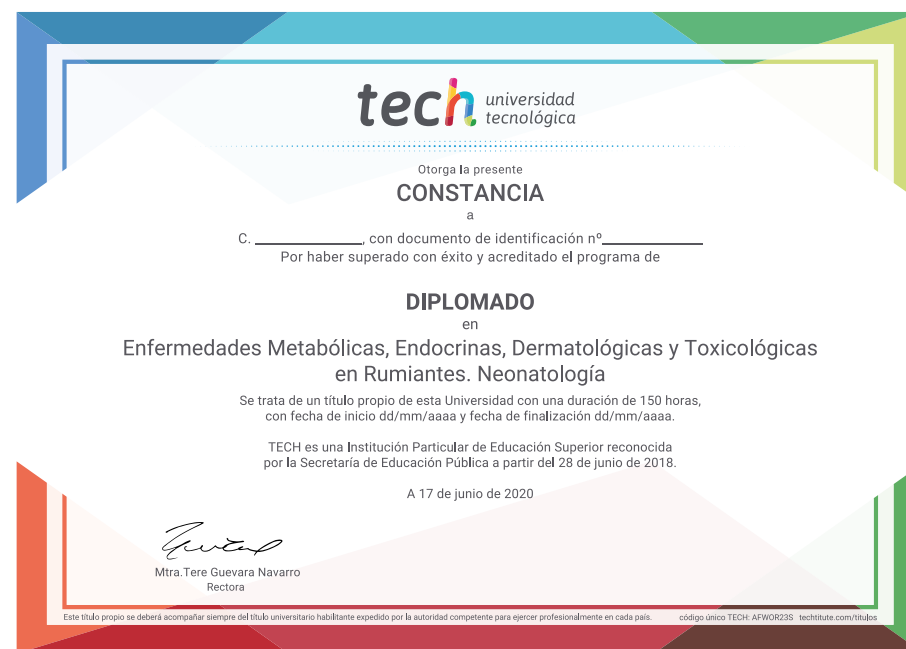 tech universidad
tecnológica
Otorga la presente
CONSTANCIA
a
C. ______________, con documento de identificación nº_____________
Por haber superado con éxito y acreditado el programa de
DIPLOMADO
en
Enfermedades Metabólicas, Endocrinas, Dermatológicas y Toxicológicas
en Rumiantes. Neonatología
Se trata de un título propio de esta Universidad con una duración de 150 horas,
con fecha de inicio dd/mm/aaaa y fecha de finalización dd/mm/aaaa.
TECH es una Institución Particular de Educación Superior reconocida
por la Secretaría de Educación Pública a partir del 28 de junio de 2018.
A 17 de junio de 2020
Mtra.Tere Guevara Navarro
Rectora
Este título propio se deberá acompañar siempre del título universitario habilitante expedido por la autoridad competente para ejercer profesionalmente en cada país. código único TECH: AFWOR23S techtitute.com/titulos